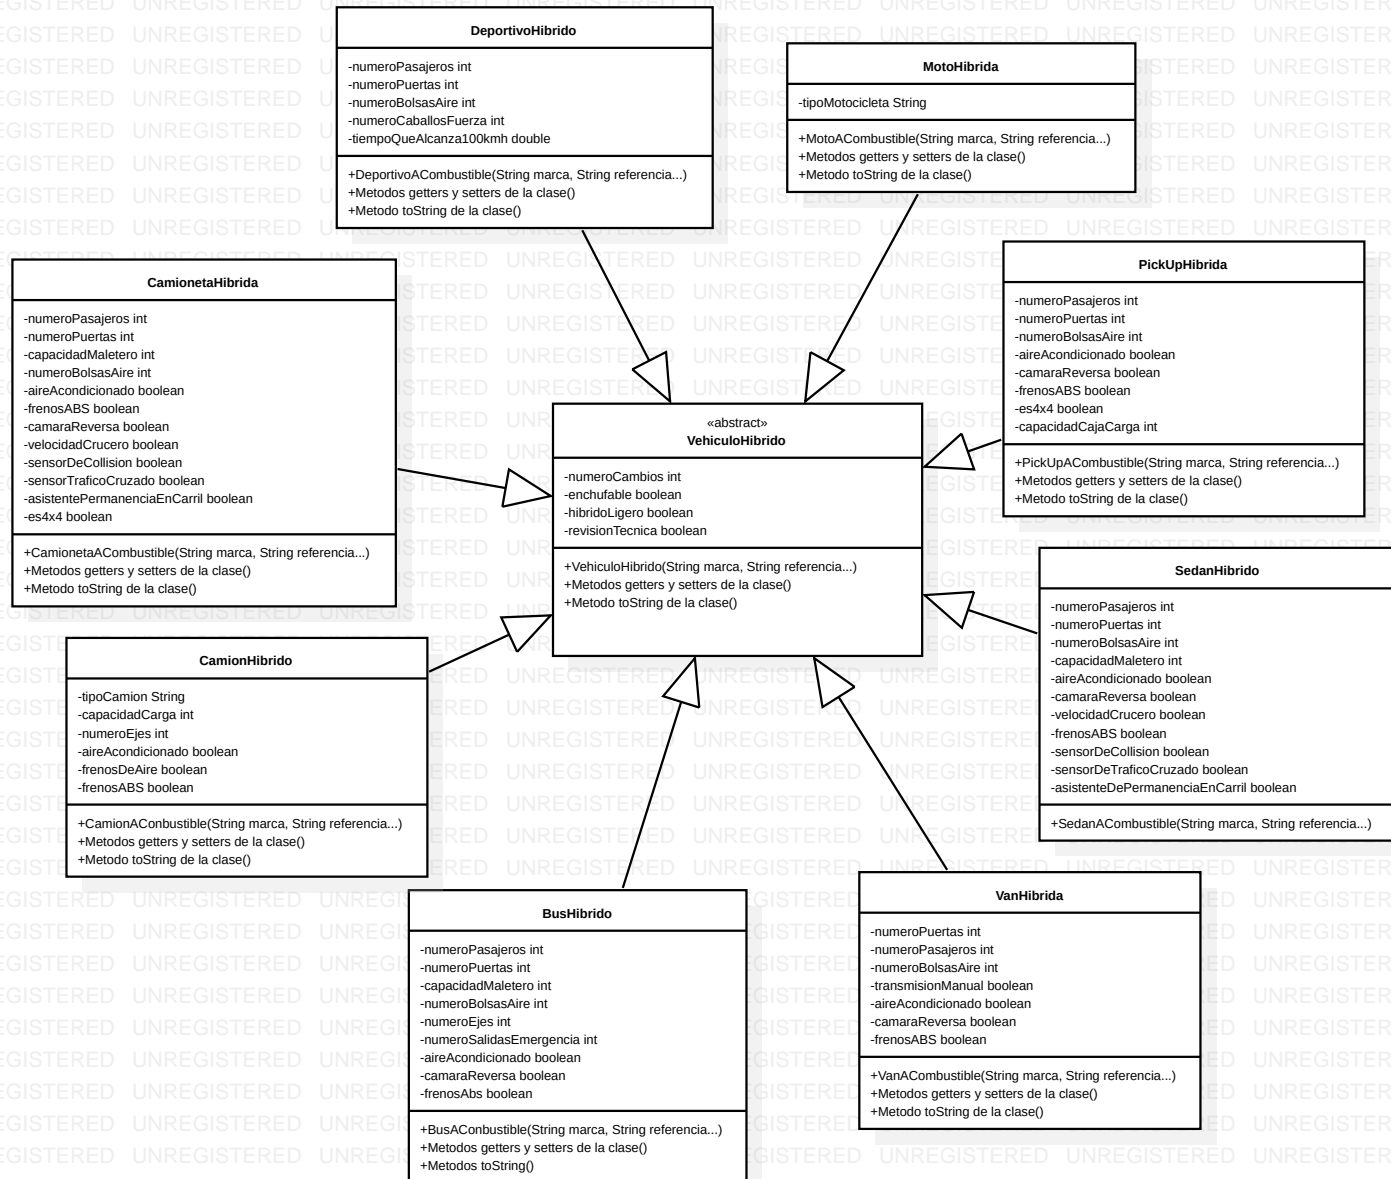 DeportivoHibrido
-numeroPasajeros int
-numeroPuertas int
-numeroBolsasAire int
-numeroCaballosFuerza int
-tiempoQueAlcanza100kmh double
+DeportivoACombustible(String marca, String referencia...)
+Metodos getters y setters de la clase()
+Metodo toString de la clase()
MotoHibrida
-tipoMotocicleta String
+MotoACombustible(String marca, String referencia...)
+Metodos getters y setters de la clase()
+Metodo toString de la clase()
CamionetaHibrida
-numeroPasajeros int
-numeroPuertas int
-capacidadMaletero int
-numeroBolsasAire int
-aireAcondicionado boolean
-frenosABS boolean
-camaraReversa boolean
-velocidadCrucero boolean
-sensorDeCollision boolean
-sensorTraficoCruzado boolean
-asistentePermanenciaEnCarril boolean
-es4x4 boolean
+CamionetaACombustible(String marca, String referencia...)
+Metodos getters y setters de la clase()
+Metodo toString de la clase()
PickUpHibrida
-numeroPasajeros int
-numeroPuertas int
-numeroBolsasAire int
-aireAcondicionado boolean
-camaraReversa boolean
-frenosABS boolean
-es4x4 boolean
-capacidadCajaCarga int
+PickUpACombustible(String marca, String referencia...)
+Metodos getters y setters de la clase()
+Metodo toString de la clase()
«abstract»
VehiculoHibrido
-numeroCambios int
-enchufable boolean
-hibridoLigero boolean
-revisionTecnica boolean
+VehiculoHibrido(String marca, String referencia...)
+Metodos getters y setters de la clase()
+Metodo toString de la clase()
SedanHibrido
-numeroPasajeros int
-numeroPuertas int
-numeroBolsasAire int
-capacidadMaletero int
-aireAcondicionado boolean
-camaraReversa boolean
-velocidadCrucero boolean
-frenosABS boolean
-sensorDeCollision boolean
-sensorDeTraficoCruzado boolean
-asistenteDePermanenciaEnCarril boolean
+SedanACombustible(String marca, String referencia...)
CamionHibrido
-tipoCamion String
-capacidadCarga int
-numeroEjes int
-aireAcondicionado boolean
-frenosDeAire boolean
-frenosABS boolean
+CamionAConbustible(String marca, String referencia...)
+Metodos getters y setters de la clase()
+Metodo toString de la clase()
BusHibrido
-numeroPasajeros int
-numeroPuertas int
-capacidadMaletero int
-numeroBolsasAire int
-numeroEjes int
-numeroSalidasEmergencia int
-aireAcondicionado boolean
-camaraReversa boolean
-frenosAbs boolean
+BusAConbustible(String marca, String referencia...)
+Metodos getters y setters de la clase()
+Metodos toString()
VanHibrida
-numeroPuertas int
-numeroPasajeros int
-numeroBolsasAire int
-transmisionManual boolean
-aireAcondicionado boolean
-camaraReversa boolean
-frenosABS boolean
+VanACombustible(String marca, String referencia...)
+Metodos getters y setters de la clase()
+Metodo toString de la clase()
UNREGISTERED